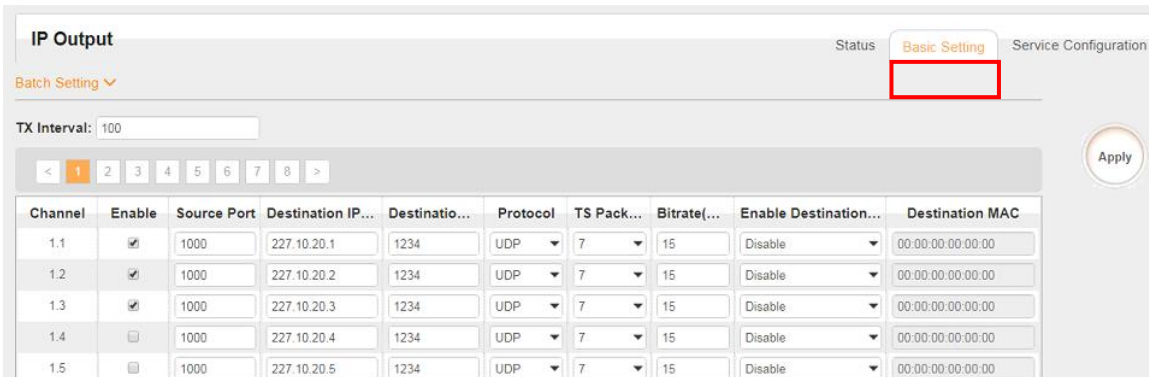 IP Output
Status Basic Setting Service Configuration
Batch Setting
TX Interval: 100
Apply
< 1 2 3 4 5 6 7 8 >
Channel Enable Source Port Destination IP... Destinatio... Protocol TS Pack... Bitrate(... Enable Destination... Destination MAC
1.1 1000 227.10.20.1 1234 UDP 7 15 Disable 00:00:00:00:00:00
1.2 1000 227.10.20.2 1234 UDP 7 15 Disable 00:00:00:00:00:00
1.3 1000 227.10.20.3 1234 UDP 7 15 Disable 00:00:00:00:00:00
1.4 1000 227.10.20.4 1234 UDP 7 15 Disable 00:00:00:00:00:00
1.5 1000 227.10.20.5 1234 UDP 7 15 Disable 00:00:00:00:00:00